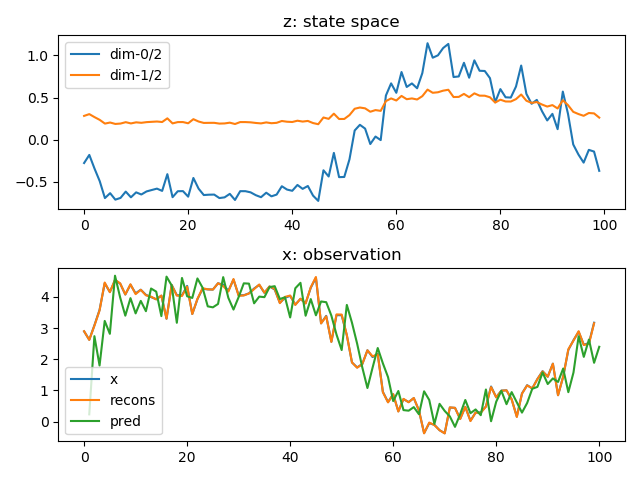 z: state space
dim-0/2
dim-1/2
1.0
0.5
0.0
−0.5
0 20 40 60 80 100
x: observation
x
recons
pred
4
3
2
1
0
0 20 40 60 80 100